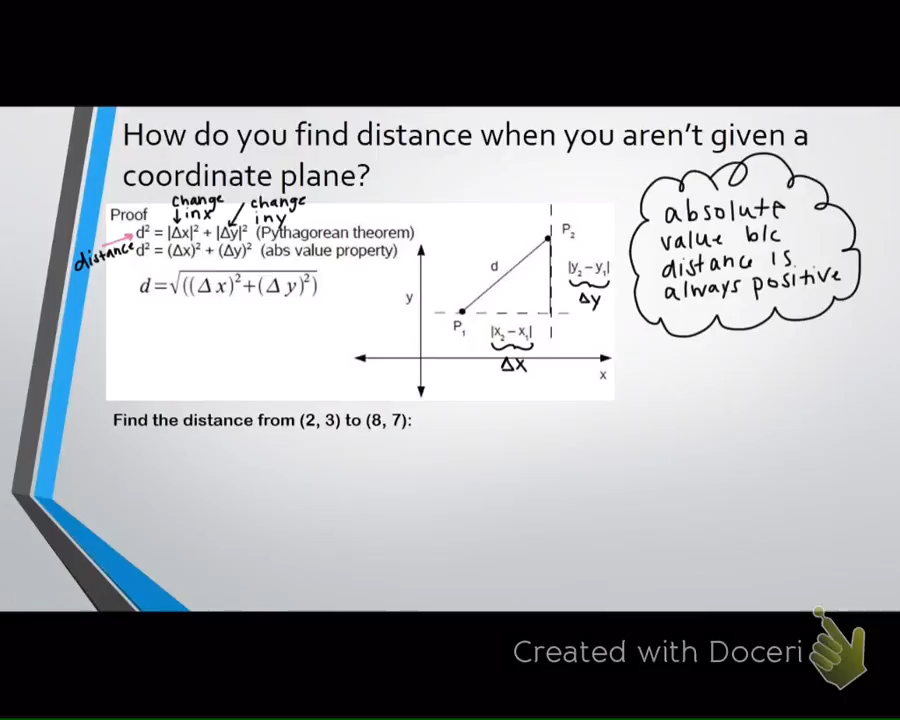 How do you find distance when you aren't given a
coordinate plane?
change
in x
change
in y
Proof
d² = |Δx|² + |Δy|² (Pythagorean theorem)
distance
d² = (Δx)² + (Δy)² (abs value property)
d=√((Δx)²+(Δy)²)
P₂
d
|y₂ – y₁|
Δy
y
P₁
|x₂ – x₁|
Δx
x
absolute
value b/c
distance is
always positive
Find the distance from (2, 3) to (8, 7):
Created with Doceri